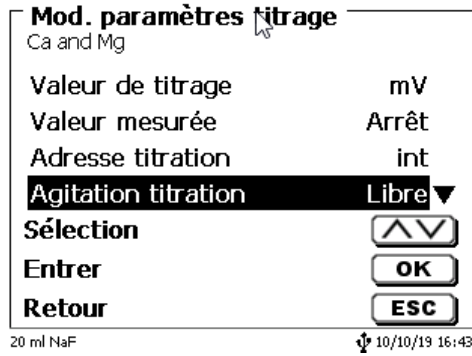 Mod. paramètres titrage
Ca and Mg
Valeur de titrage mV
Valeur mesurée Arrêt
Adresse titration int
Agitation titration Libre
Sélection
Entrer OK
Retour ESC
20 ml NaF 10/10/19 16:43